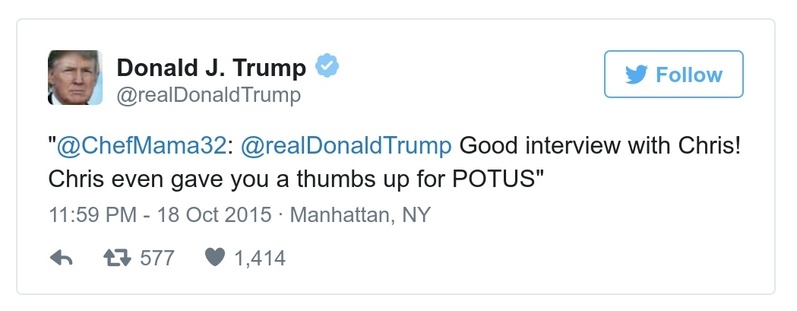 Donald J. Trump
@realDonaldTrump
Follow
"@ChefMama32: @realDonaldTrump Good interview with Chris!
Chris even gave you a thumbs up for POTUS"
11:59 PM - 18 Oct 2015 · Manhattan, NY
577 1,414